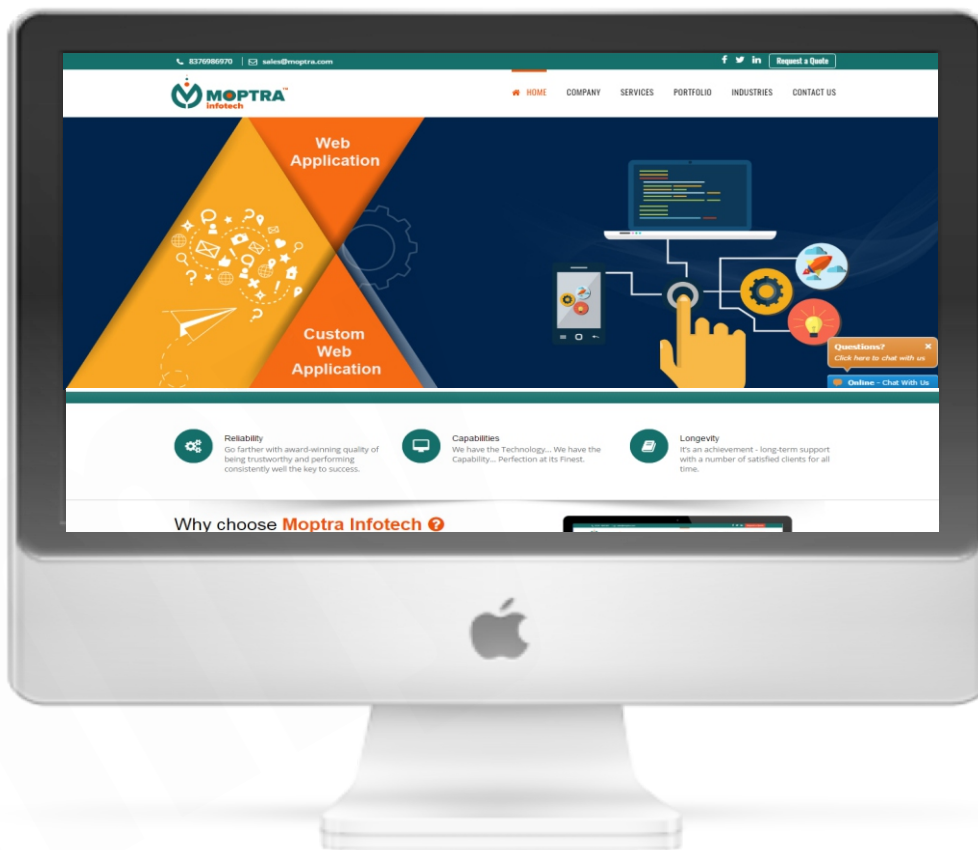 8376986970 | sales@moptra.com
Request a Quote
MOPTRA™
infotech
HOME COMPANY SERVICES PORTFOLIO INDUSTRIES CONTACT US
Web
Application
Custom
Web
Application
Questions? ×
Click here to chat with us
Online - Chat With Us
Reliability
Go farther with award-winning quality of
being trustworthy and performing
consistently well the key to success.
Capabilities
We have the Technology... We have the
Capability... Perfection at its Finest.
Longevity
It's an achievement - long-term support
with a number of satisfied clients for all
time.
Why choose Moptra Infotech ?